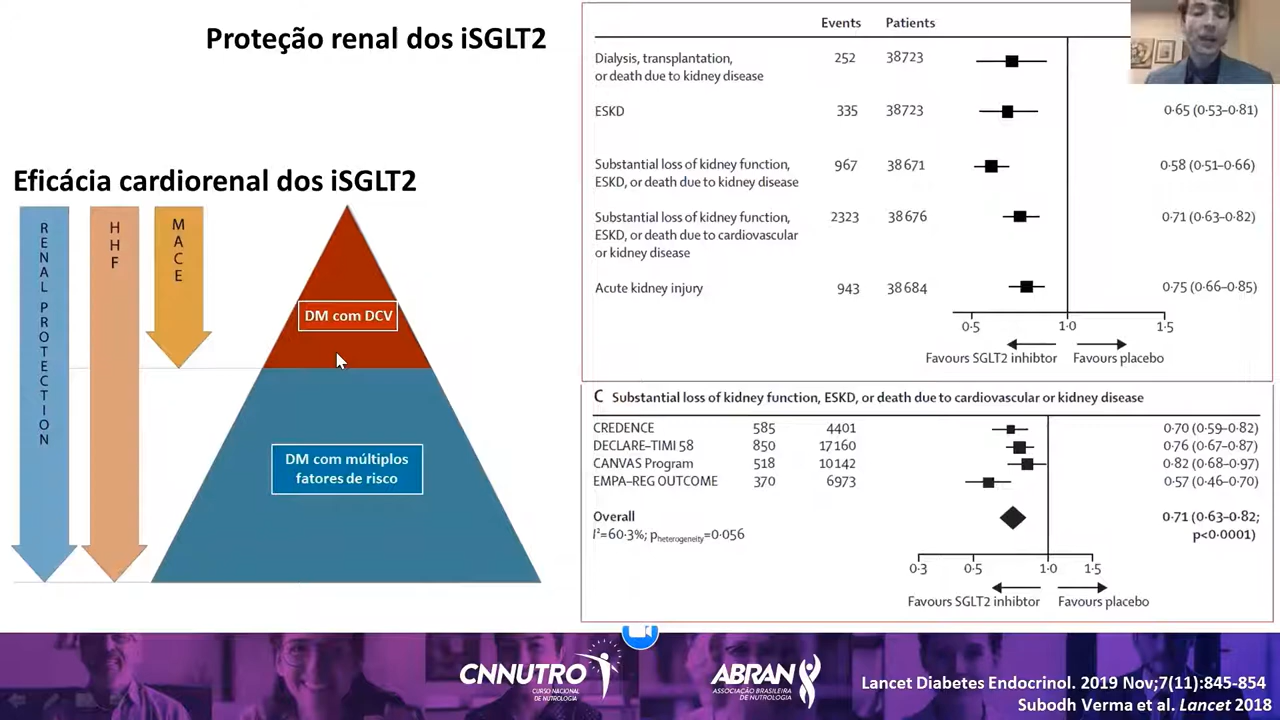 Proteção renal dos iSGLT2
Eficácia cardiorenal dos iSGLT2
RENAL PROTECTION
HHF
MACE
DM com DCV
DM com múltiplos
fatores de risco
Events Patients
Dialysis, transplantation,
or death due to kidney disease
252 38723
ESKD 335 38723 0·65 (0·53–0·81)
Substantial loss of kidney function,
ESKD, or death due to kidney disease
967 38671 0·58 (0·51–0·66)
Substantial loss of kidney function,
ESKD, or death due to cardiovascular
or kidney disease
2323 38676 0·71 (0·63–0·82)
Acute kidney injury 943 38684 0·75 (0·66–0·85)
0·5 1·0 1·5
Favours SGLT2 inhibtor Favours placebo
C Substantial loss of kidney function, ESKD, or death due to cardiovascular or kidney disease
CREDENCE 585 4401 0·70 (0·59–0·82)
DECLARE–TIMI 58 850 17160 0·76 (0·67–0·87)
CANVAS Program 518 10142 0·82 (0·68–0·97)
EMPA–REG OUTCOME 370 6973 0·57 (0·46–0·70)
Overall 0·71 (0·63–0·82;
I²=60·3%; pheterogeneity=0·056 p<0·0001)
0·3 0·5 1·0 1·5
Favours SGLT2 inhibtor Favours placebo
CNNUTRO
CURSO NACIONAL
DE NUTROLOGIA
ABRAN
ASSOCIAÇÃO BRASILEIRA
DE NUTROLOGIA
Lancet Diabetes Endocrinol. 2019 Nov;7(11):845-854
Subodh Verma et al. Lancet 2018